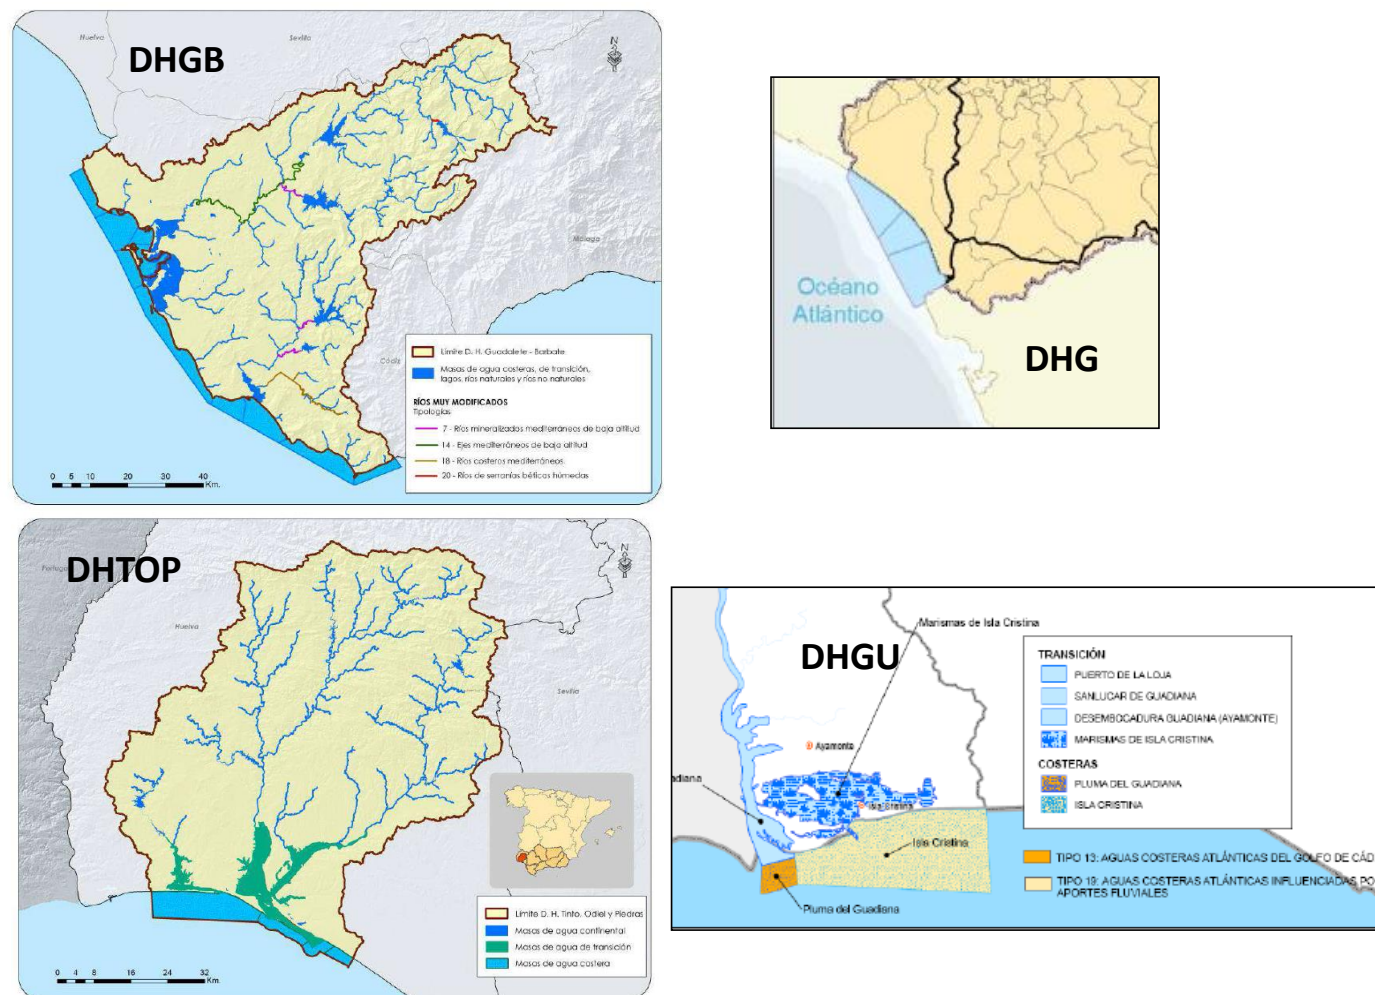 DHGB
Huelva
Sevilla
N
Málaga
Cádiz
Límite D. H. Guadalete - Barbate
Masas de agua costeras, de transición,
lagos, ríos naturales y ríos no naturales
RÍOS MUY MODIFICADOS
Tipologías
7 - Ríos mineralizados mediterráneos de baja altitud
14 - Ejes mediterráneos de baja altitud
18 - Ríos costeros mediterráneos
20 - Ríos de serranías béticas húmedas
0 5 10 20 30 40
Km.
Océano
Atlántico
DHG
DHTOP
Portugal
Huelva
N
Sevilla
Límite D. H. Tinto, Odiel y Piedras
Masas de agua continental
Masas de agua de transición
Masas de agua costera
0 4 8 16 24 32
Km.
DHGU
Marismas de Isla Cristina
Ayamonte
adiana
Isla Cristina
Isla Cristina
Pluma del Guadiana
TRANSICIÓN
PUERTO DE LA LOJA
SANLUCAR DE GUADIANA
DESEMBOCADURA GUADIANA (AYAMONTE)
MARISMAS DE ISLA CRISTINA
COSTERAS
PLUMA DEL GUADIANA
ISLA CRISTINA
TIPO 13: AGUAS COSTERAS ATLÁNTICAS DEL GOLFO DE CÁD
TIPO 19: AGUAS COSTERAS ATLÁNTICAS INFLUENCIADAS PO
APORTES FLUVIALES